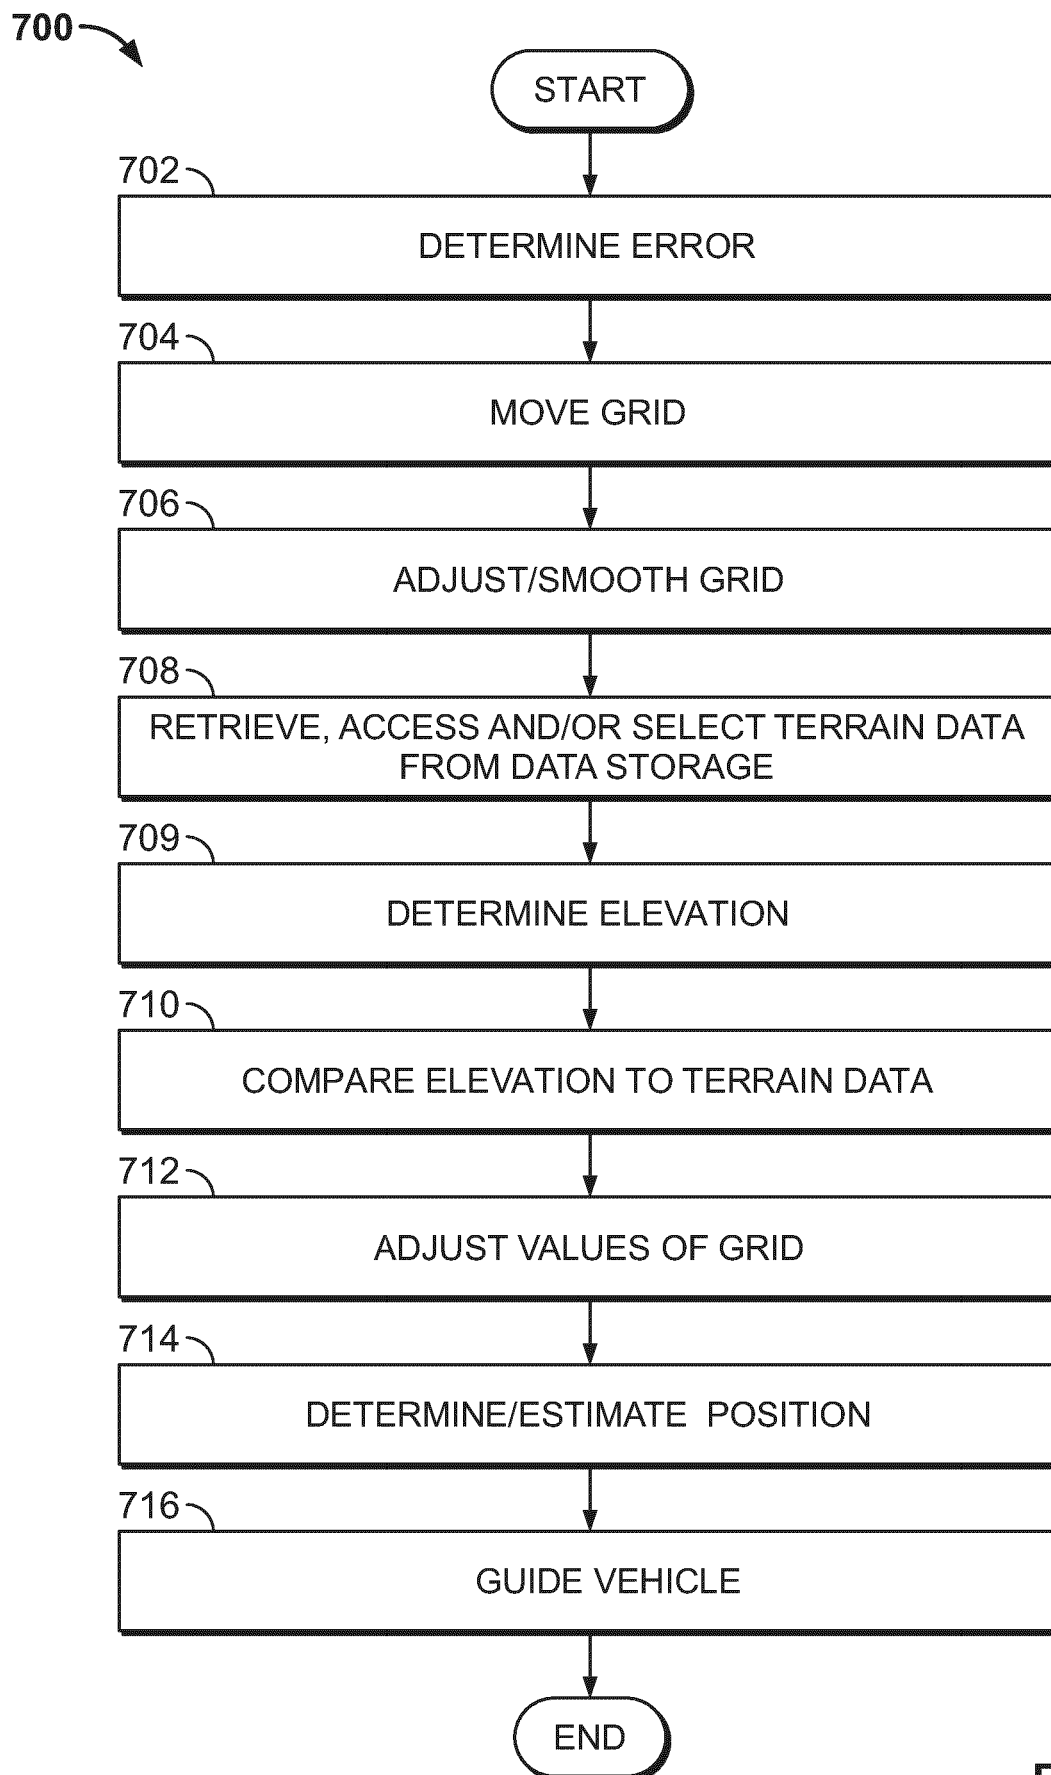 700
START
702
DETERMINE ERROR
704
MOVE GRID
706
ADJUST/SMOOTH GRID
708
RETRIEVE, ACCESS AND/OR SELECT TERRAIN DATA
FROM DATA STORAGE
709
DETERMINE ELEVATION
710
COMPARE ELEVATION TO TERRAIN DATA
712
ADJUST VALUES OF GRID
714
DETERMINE/ESTIMATE POSITION
716
GUIDE VEHICLE
END